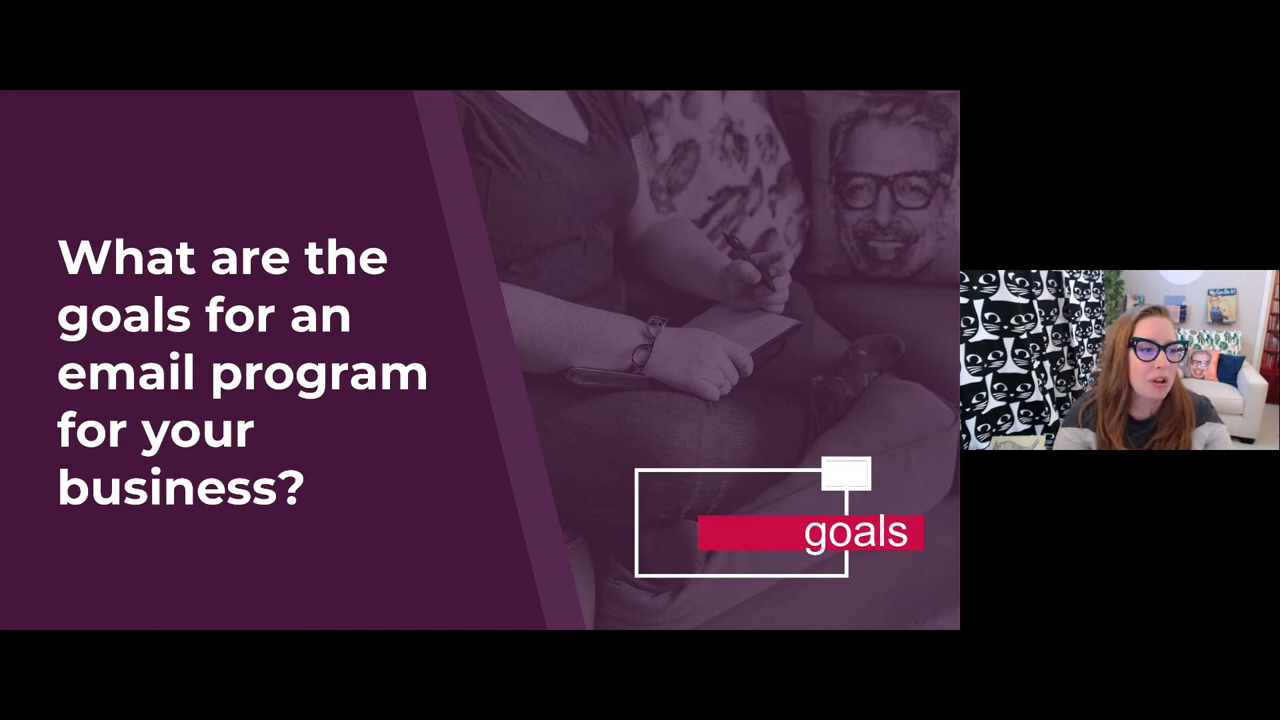 What are the
goals for an
email program
for your
business?
goals